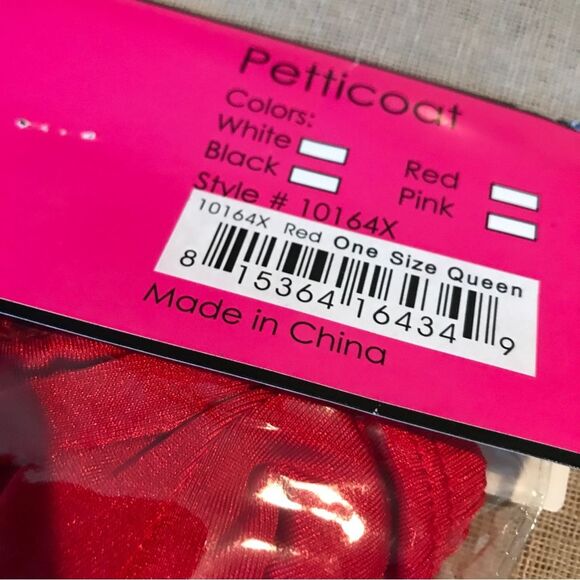 Petticoat
Colors:
White Red
Black Pink
Style # 10164X
10164X Red One Size Queen
8 15364 16434 9
Made in China